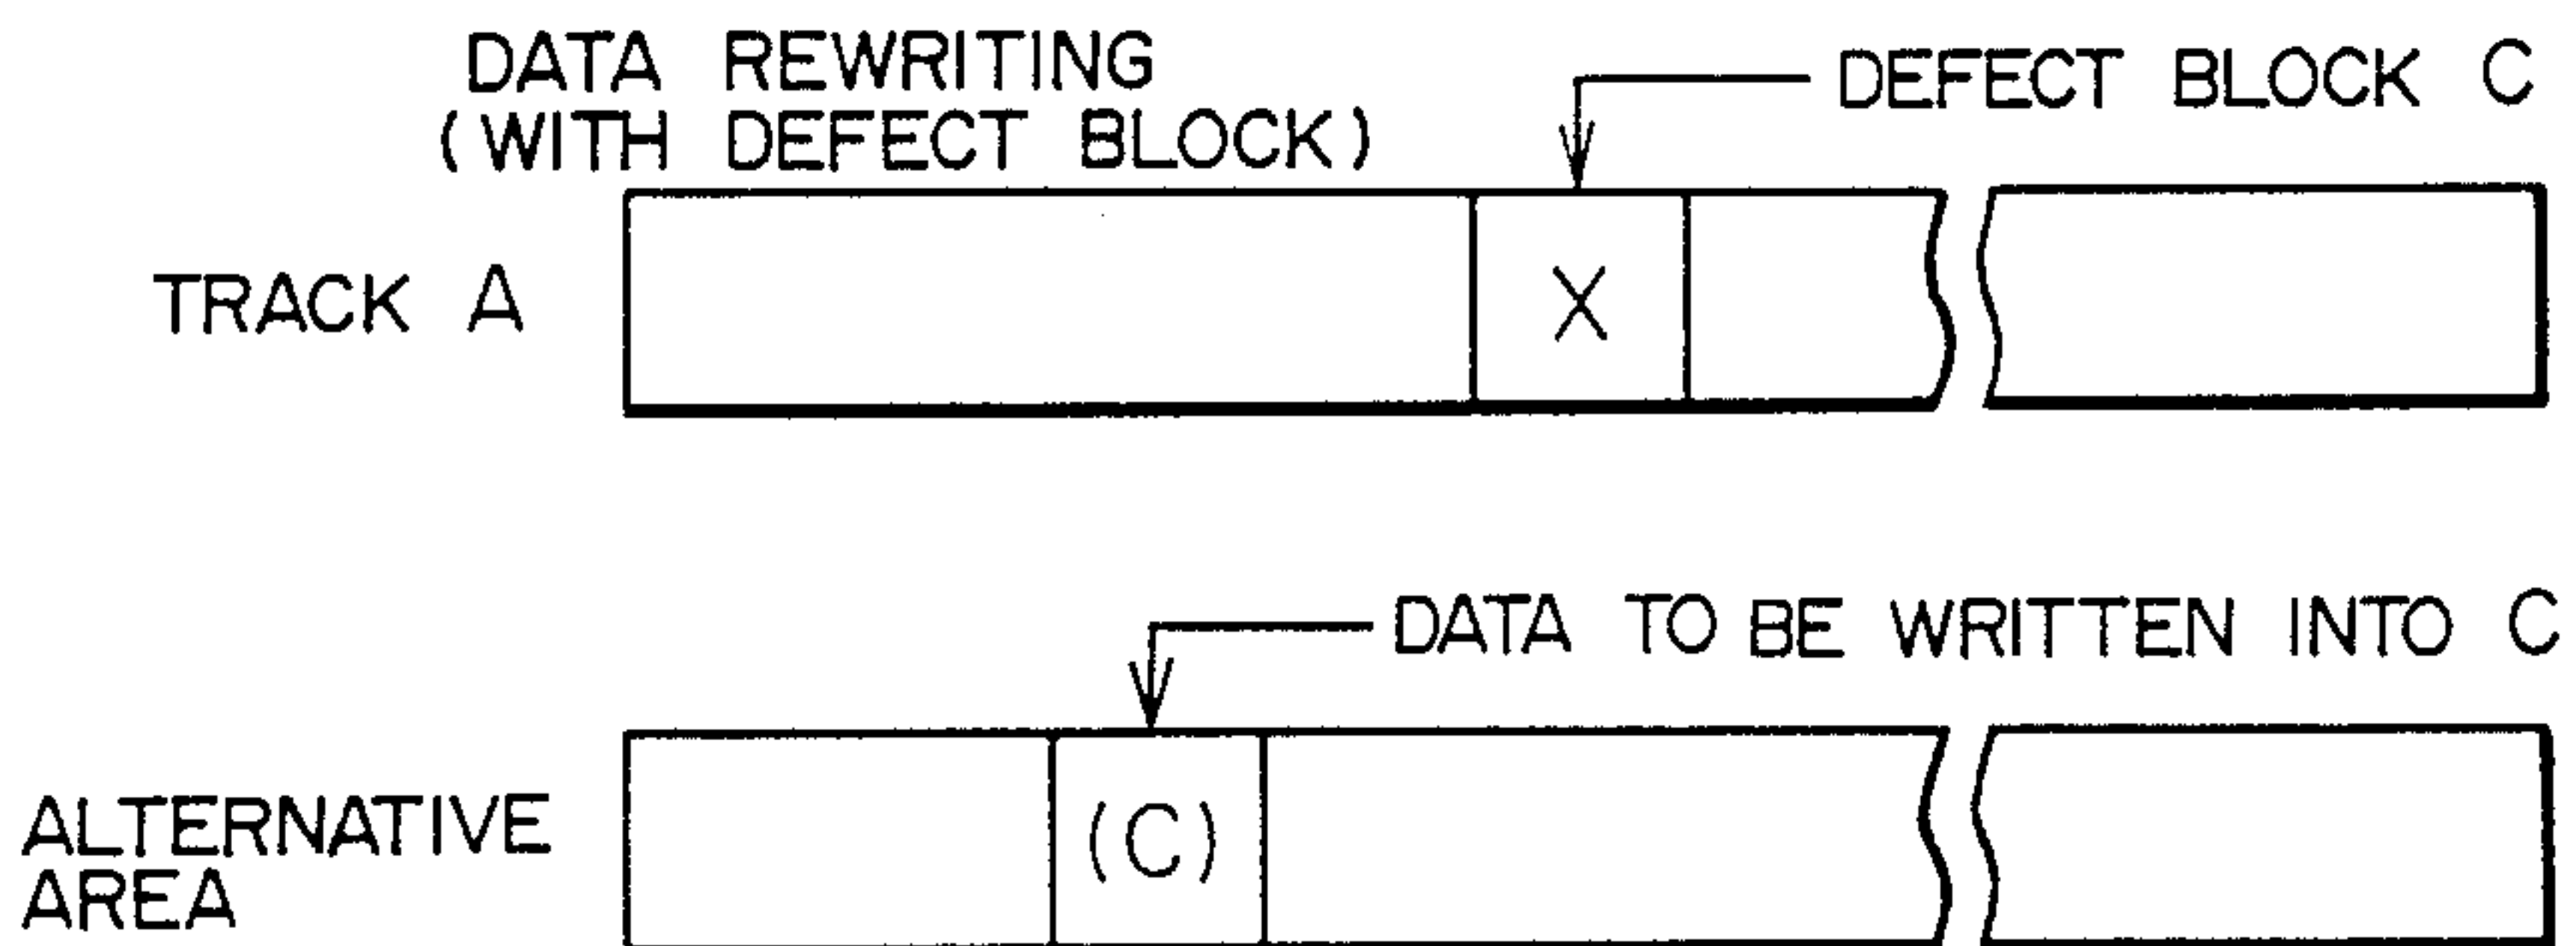 DATA REWRITING
(WITH DEFECT BLOCK)
DEFECT BLOCK C
TRACK A
X
DATA TO BE WRITTEN INTO C
ALTERNATIVE
AREA
(C)